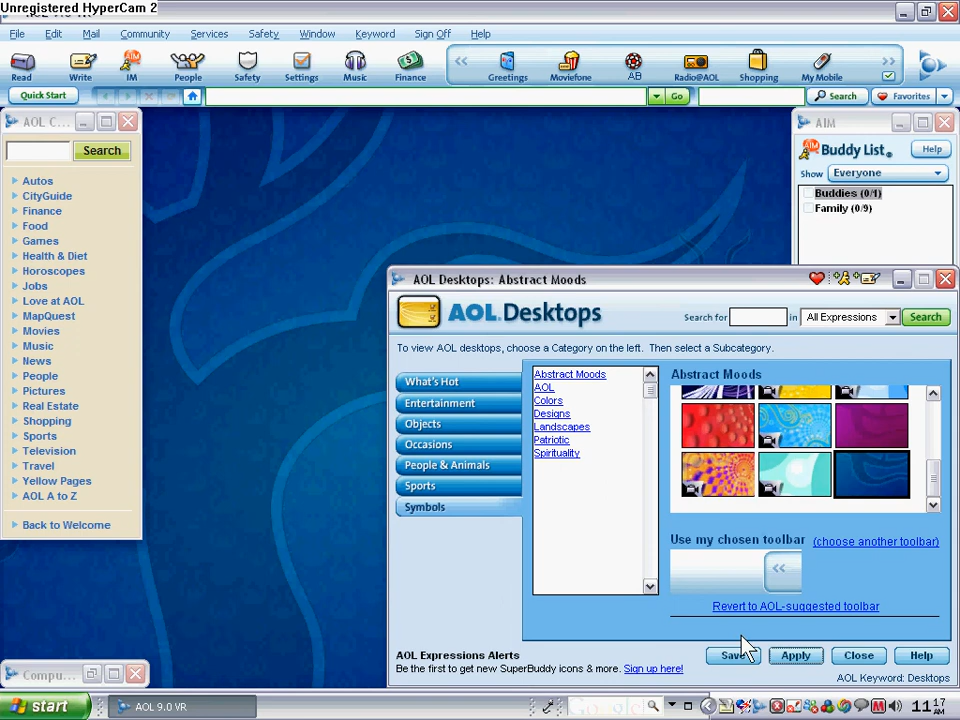 Unregistered HyperCam 2
File Edit Mail Community Services Safety Window Keyword Sign Off Help
Read Write IM People Safety Settings Music Finance Greetings Moviefone AB Radio@AOL Shopping My Mobile
Quick Start Go Search Favorites
AOL C...
Search
Autos
CityGuide
Finance
Food
Games
Health & Diet
Horoscopes
Jobs
Love at AOL
MapQuest
Movies
Music
News
People
Pictures
Real Estate
Shopping
Sports
Television
Travel
Yellow Pages
AOL A to Z
Back to Welcome
AIM
AIM Buddy List® Help
Show Everyone
Buddies (0/1)
Family (0/9)
AOL Desktops: Abstract Moods
AOL Desktops
Search for in All Expressions Search
To view AOL desktops, choose a Category on the left. Then select a Subcategory.
What's Hot
Entertainment
Objects
Occasions
People & Animals
Sports
Symbols
Abstract Moods
AOL
Colors
Designs
Landscapes
Patriotic
Spirituality
Abstract Moods
Use my chosen toolbar (choose another toolbar)
Revert to AOL-suggested toolbar
AOL Expressions Alerts
Be the first to get new SuperBuddy icons & more. Sign up here!
Save Apply Close Help
AOL Keyword: Desktops
Compu...
start AOL 9.0 VR Google 11:17 AM